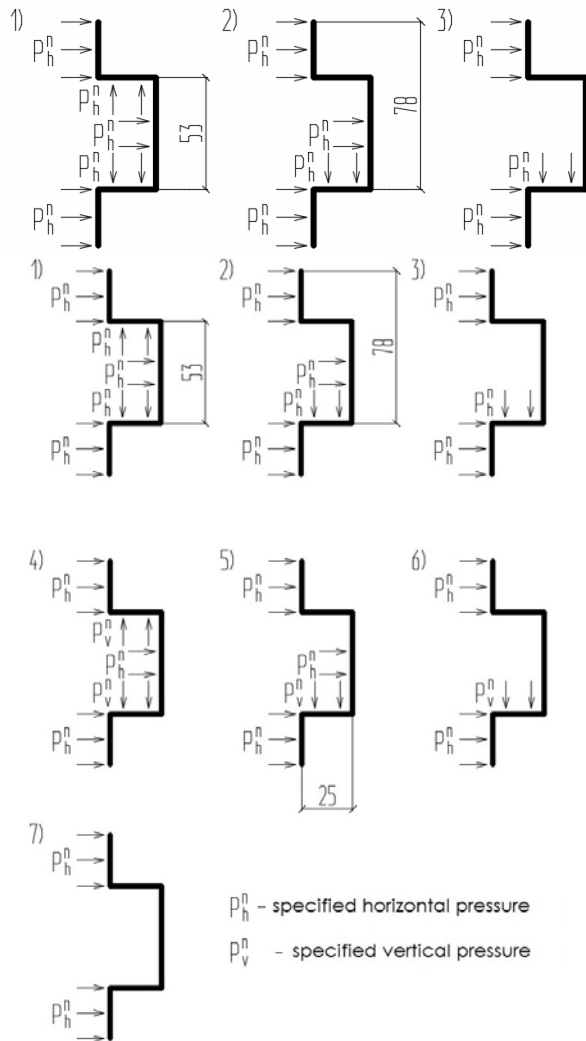 1) 2) 3)
P_h^n P_h^n P_h^n
78
P_h^n
P_h^n P_h^n 53
P_h^n P_h^n
P_h^n P_h^n P_h^n
1) 2) 3)
P_h^n P_h^n P_h^n
78
P_h^n
P_h^n P_h^n 53
P_h^n P_h^n P_h^n
P_h^n P_h^n P_h^n
4) 5) 6)
P_h^n P_h^n P_h^n
P_v^n
P_h^n P_h^n
P_v^n P_v^n P_v^n
P_h^n P_h^n P_h^n
25
7)
P_h^n
P_h^n - specified horizontal pressure
P_v^n - specified vertical pressure
P_h^n